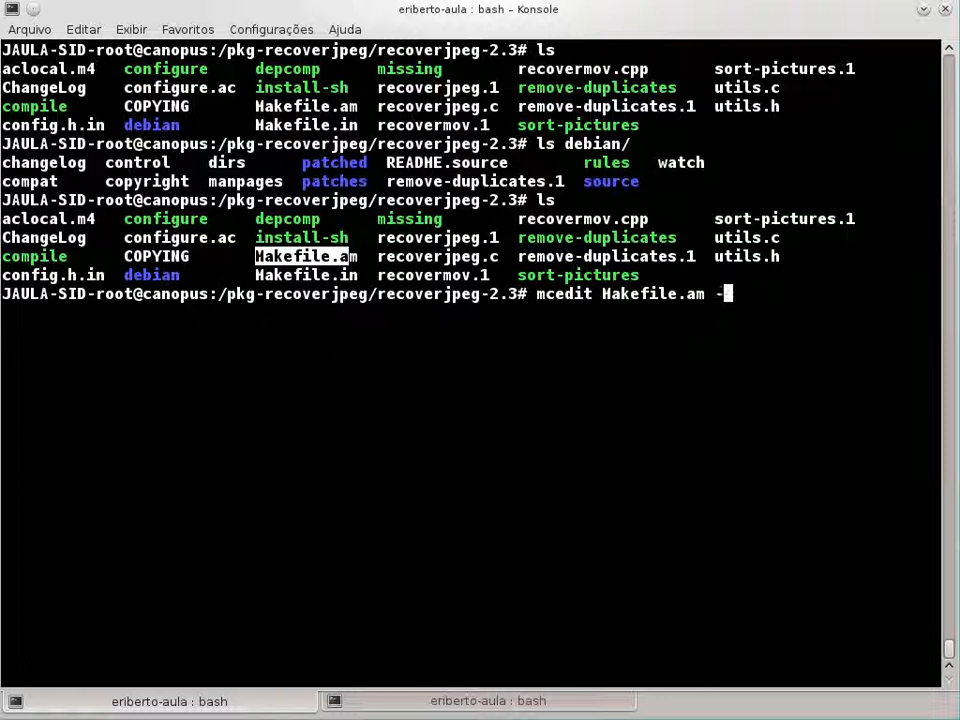 eriberto-aula : bash – Konsole
Arquivo Editar Exibir Favoritos Configurações Ajuda
JAULA-SID-root@canopus:/pkg-recoverjpeg/recoverjpeg-2.3# ls
aclocal.m4 configure depcomp missing recovermov.cpp sort-pictures.1
ChangeLog configure.ac install-sh recoverjpeg.1 remove-duplicates utils.c
compile COPYING Makefile.am recoverjpeg.c remove-duplicates.1 utils.h
config.h.in debian Makefile.in recovermov.1 sort-pictures
JAULA-SID-root@canopus:/pkg-recoverjpeg/recoverjpeg-2.3# ls debian/
changelog control dirs patched README.source rules watch
compat copyright manpages patches remove-duplicates.1 source
JAULA-SID-root@canopus:/pkg-recoverjpeg/recoverjpeg-2.3# ls
aclocal.m4 configure depcomp missing recovermov.cpp sort-pictures.1
ChangeLog configure.ac install-sh recoverjpeg.1 remove-duplicates utils.c
compile COPYING Makefile.am recoverjpeg.c remove-duplicates.1 utils.h
config.h.in debian Makefile.in recovermov.1 sort-pictures
JAULA-SID-root@canopus:/pkg-recoverjpeg/recoverjpeg-2.3# mcedit Makefile.am -
eriberto-aula : bash eriberto-aula : bash